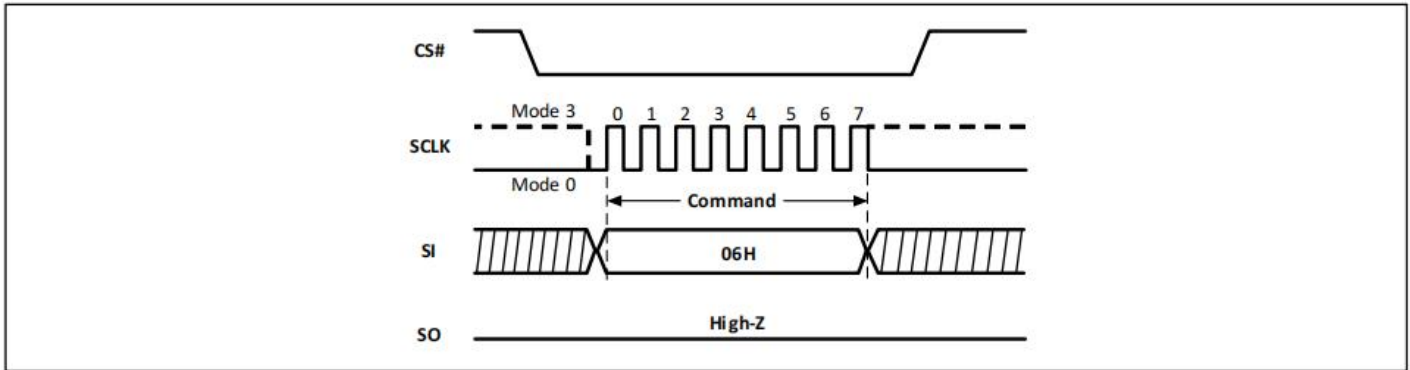 CS#
Mode 3 0 1 2 3 4 5 6 7
SCLK
Mode 0
Command
SI 06H
High-Z
SO